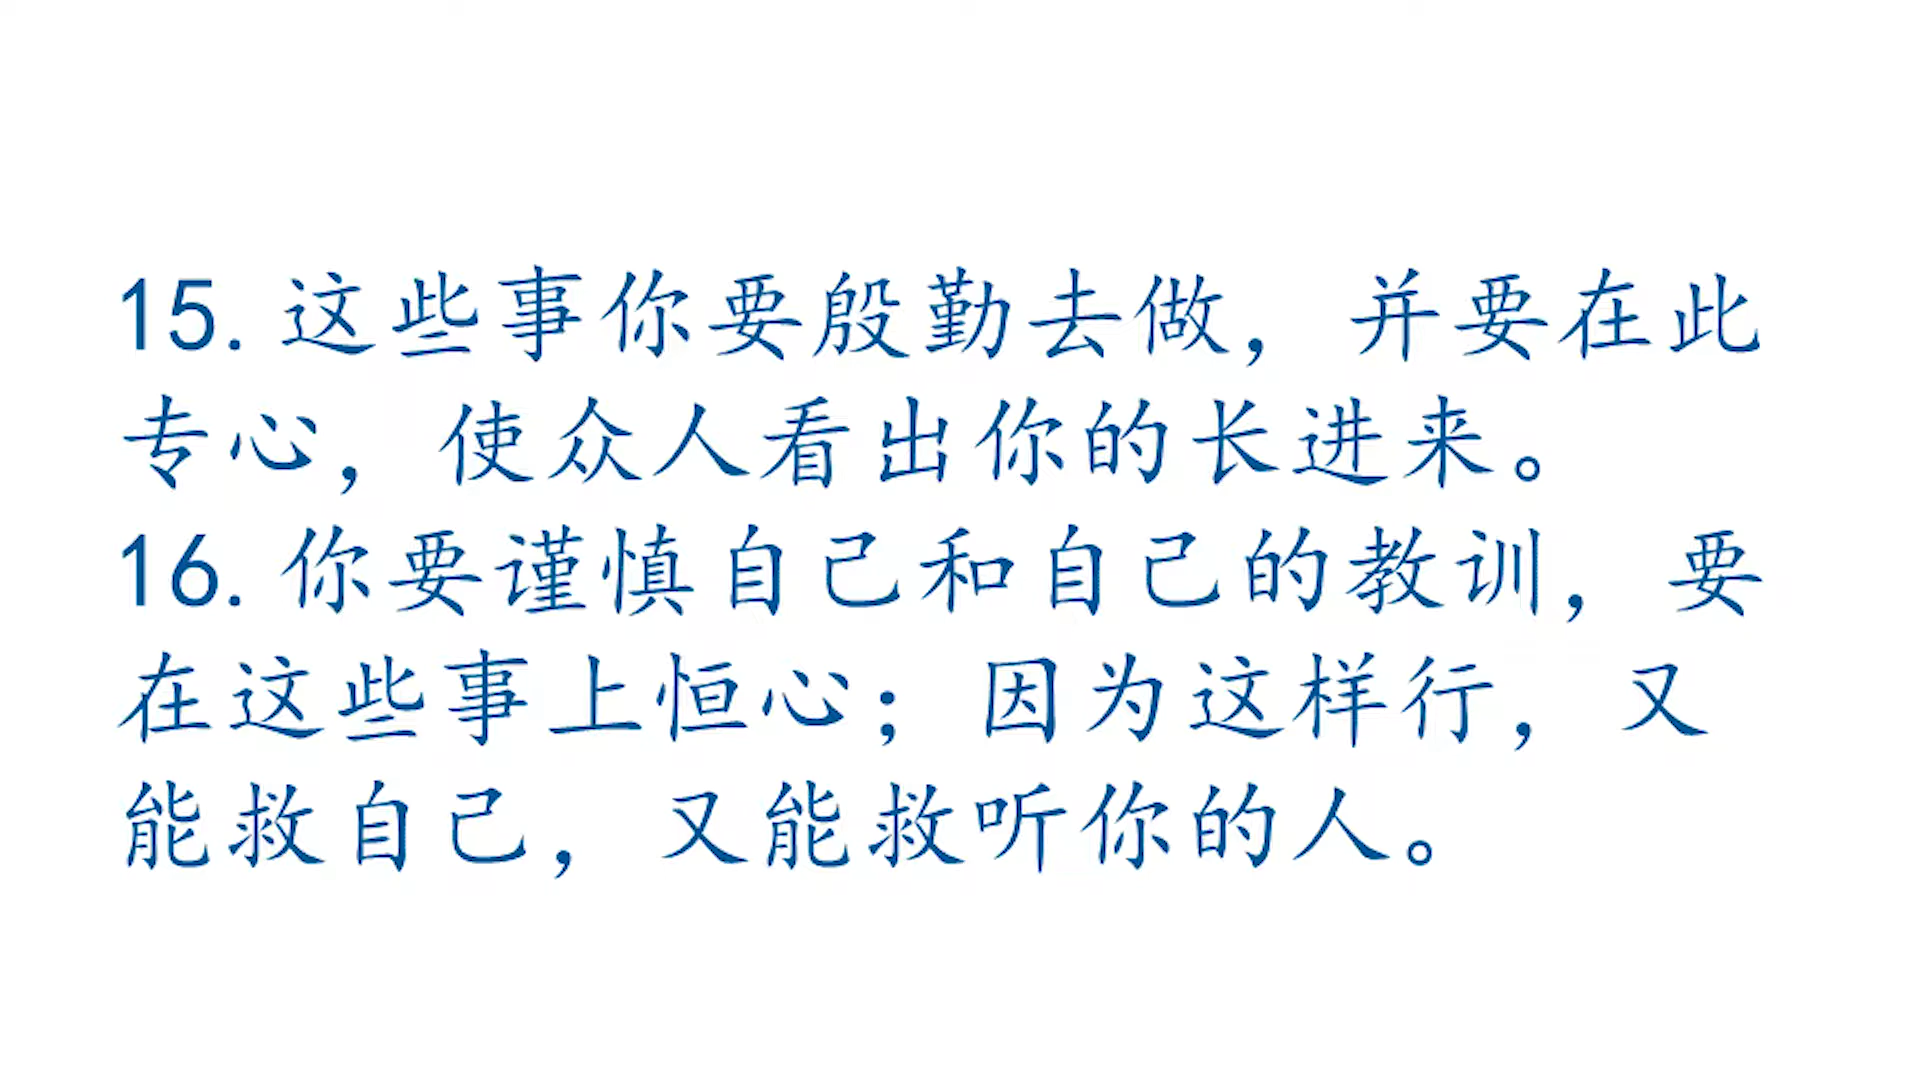 15.这些事你要殷勤去做，并要在此
专心，使众人看出你的长进来。
16.你要谨慎自己和自己的教训，要
在这些事上恒心；因为这样行，又
能救自己，又能救听你的人。